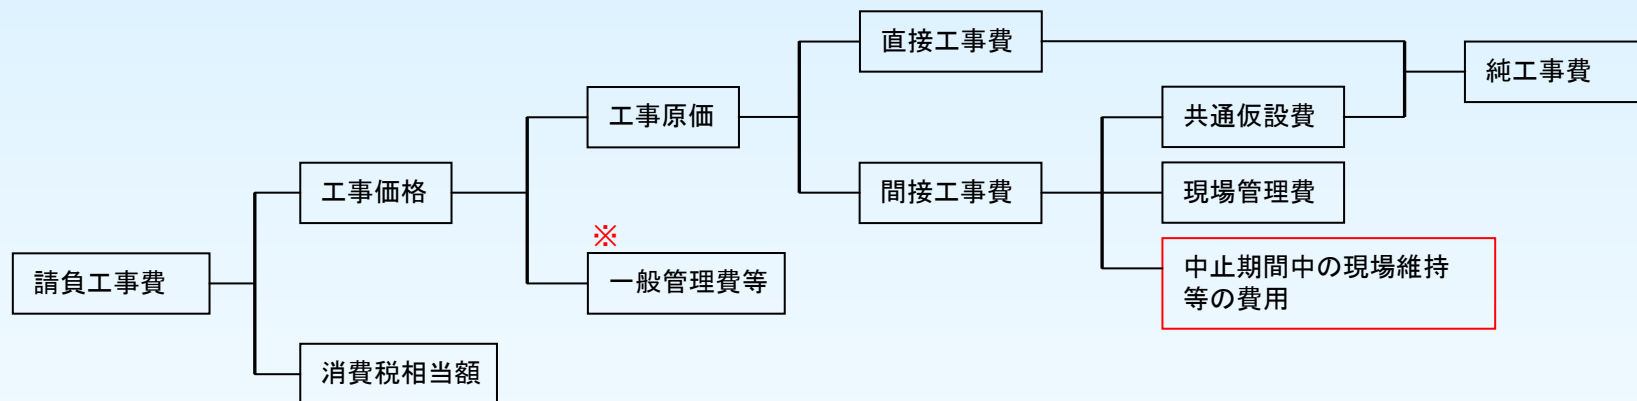 請負工事費
工事価格
消費税相当額
工事原価
※
一般管理費等
直接工事費
間接工事費
共通仮設費
現場管理費
中止期間中の現場維持
等の費用
純工事費